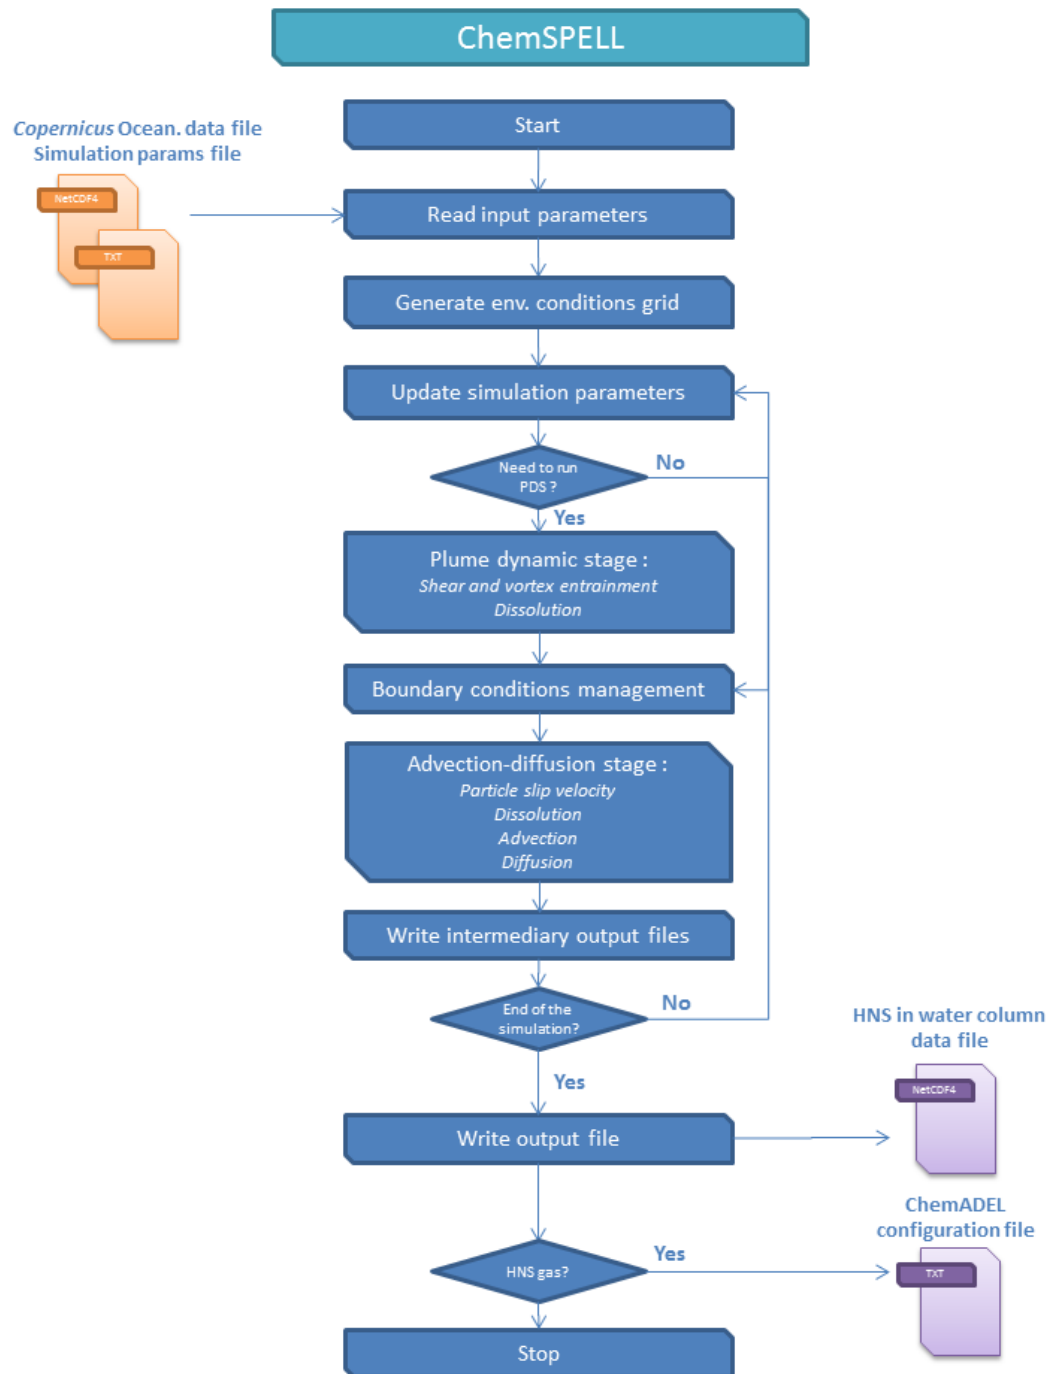 ChemSPELL
Start
Copernicus Ocean. data file
Simulation params file
NetCDF4
TXT
Read input parameters
Generate env. conditions grid
Update simulation parameters
Need to run
PDS ?
No
Yes
Plume dynamic stage :
Shear and vortex entrainment
Dissolution
Boundary conditions management
Advection-diffusion stage :
Particle slip velocity
Dissolution
Advection
Diffusion
Write intermediary output files
End of the
simulation?
No
Yes
HNS in water column
data file
NetCDF4
Write output file
ChemADEL
configuration file
TXT
HNS gas?
Yes
Stop